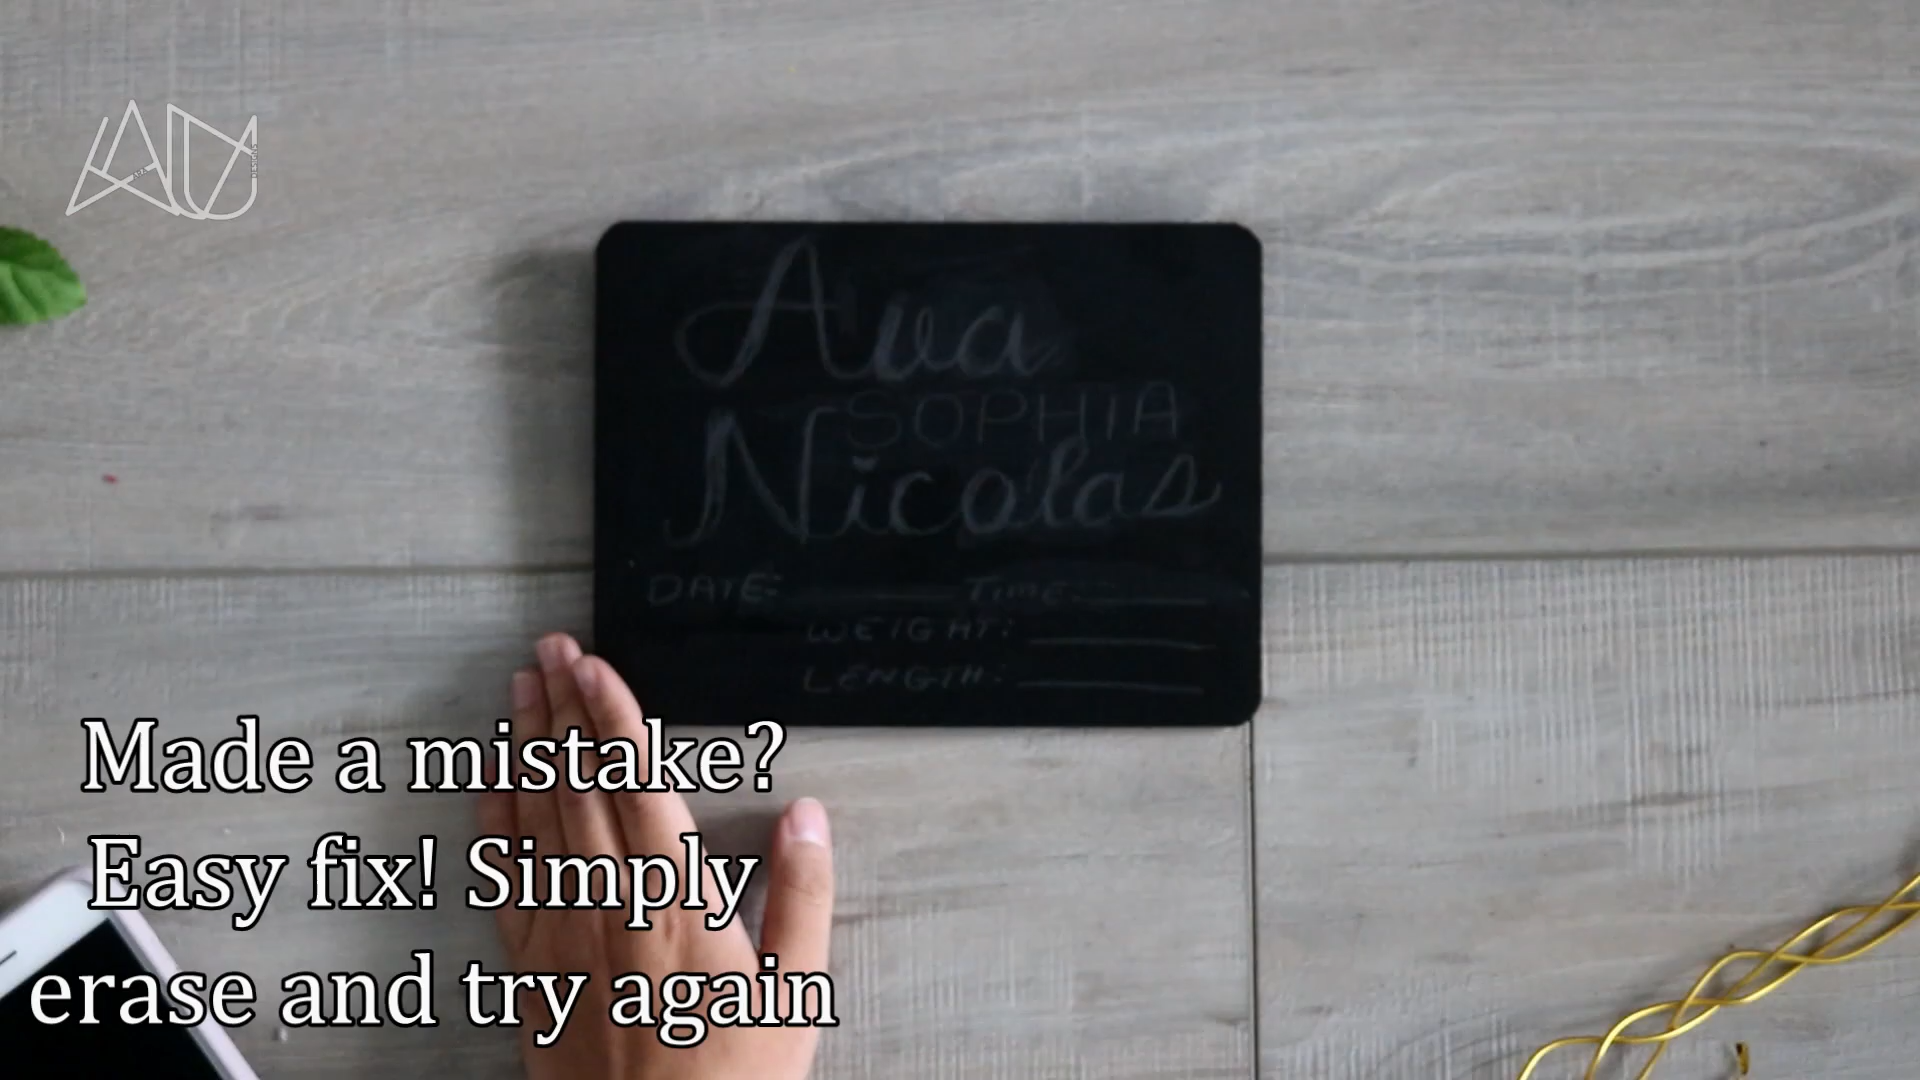 Ava
SOPHIA
Nicolas
DATE: TIME:
WEIGHT:
LENGTH:
Made a mistake?
Easy fix! Simply
erase and try again